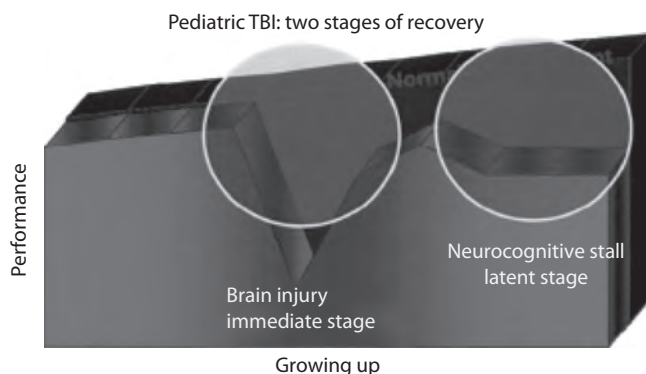 Pediatric TBI: two stages of recovery
Performance
Brain injury
immediate stage
Neurocognitive stall
latent stage
Growing up